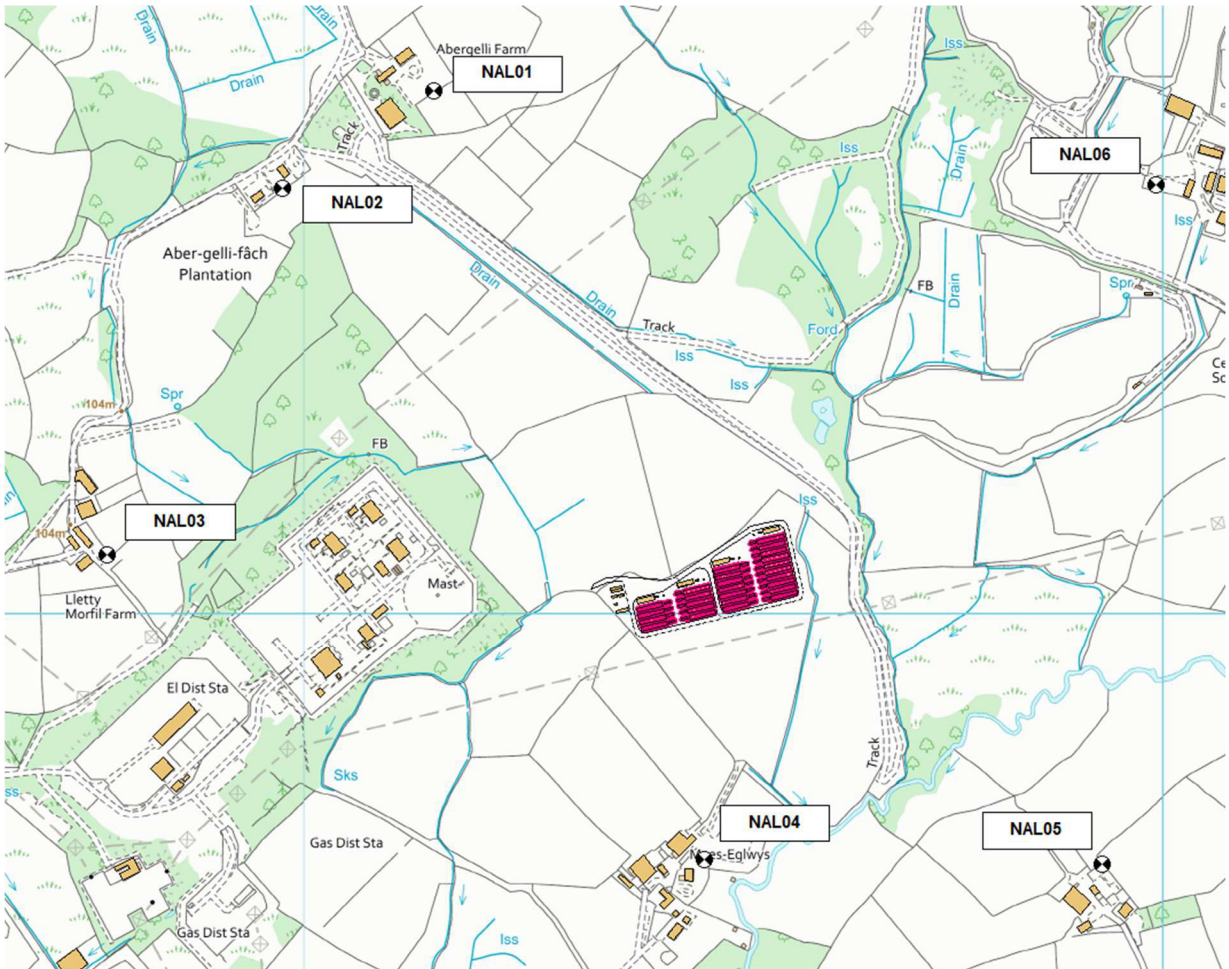 Drain
Drain
Drain
Abergelli Farm
NAL01
Track
NAL02
Aber-gelli-fâch
Plantation
Iss
Iss
Drain
NAL06
Iss
Drain
Drain
Track
Iss
Iss
Ford
FB
Drain
Spr
Spr
104m
FB
NAL03
104m
Lletty
Morfil Farm
Mast
Iss
El Dist Sta
Sks
Gas Dist Sta
Gas Dist Sta
Track
NAL04
NAL05
Iss